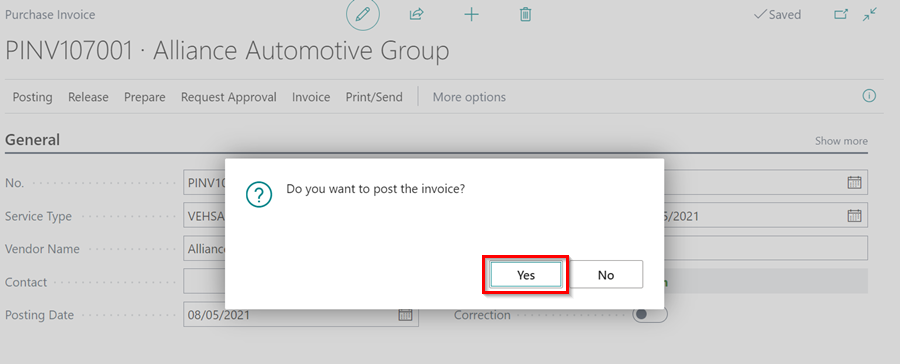 Purchase Invoice
Saved
PINV107001 · Alliance Automotive Group
Posting Release Prepare Request Approval Invoice Print/Send More options
General Show more
Do you want to post the invoice?
No. PINV10
Service Type VEHSA 5/2021
Vendor Name Allianc
Yes No
Contact
Posting Date 08/05/2021 Correction